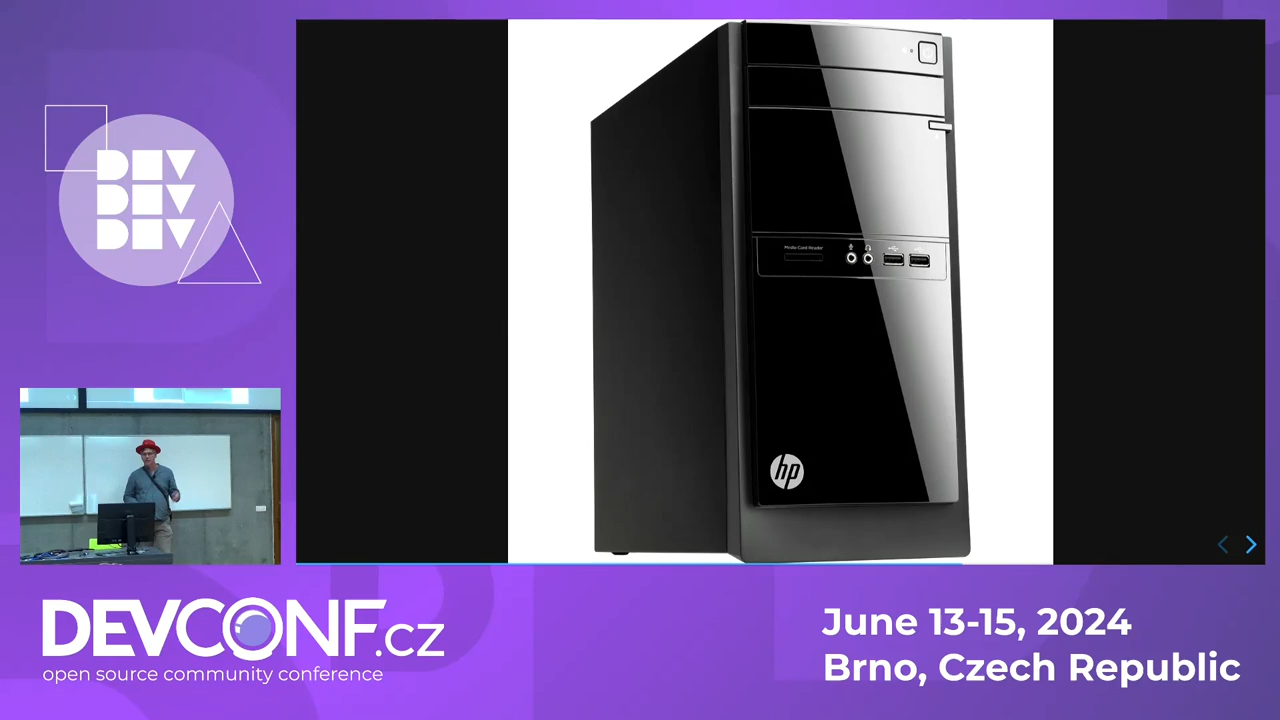 DEV
DEV
DEV
Media Card Reader
hp
DEVCONF.cz
open source community conference
June 13-15, 2024
Brno, Czech Republic